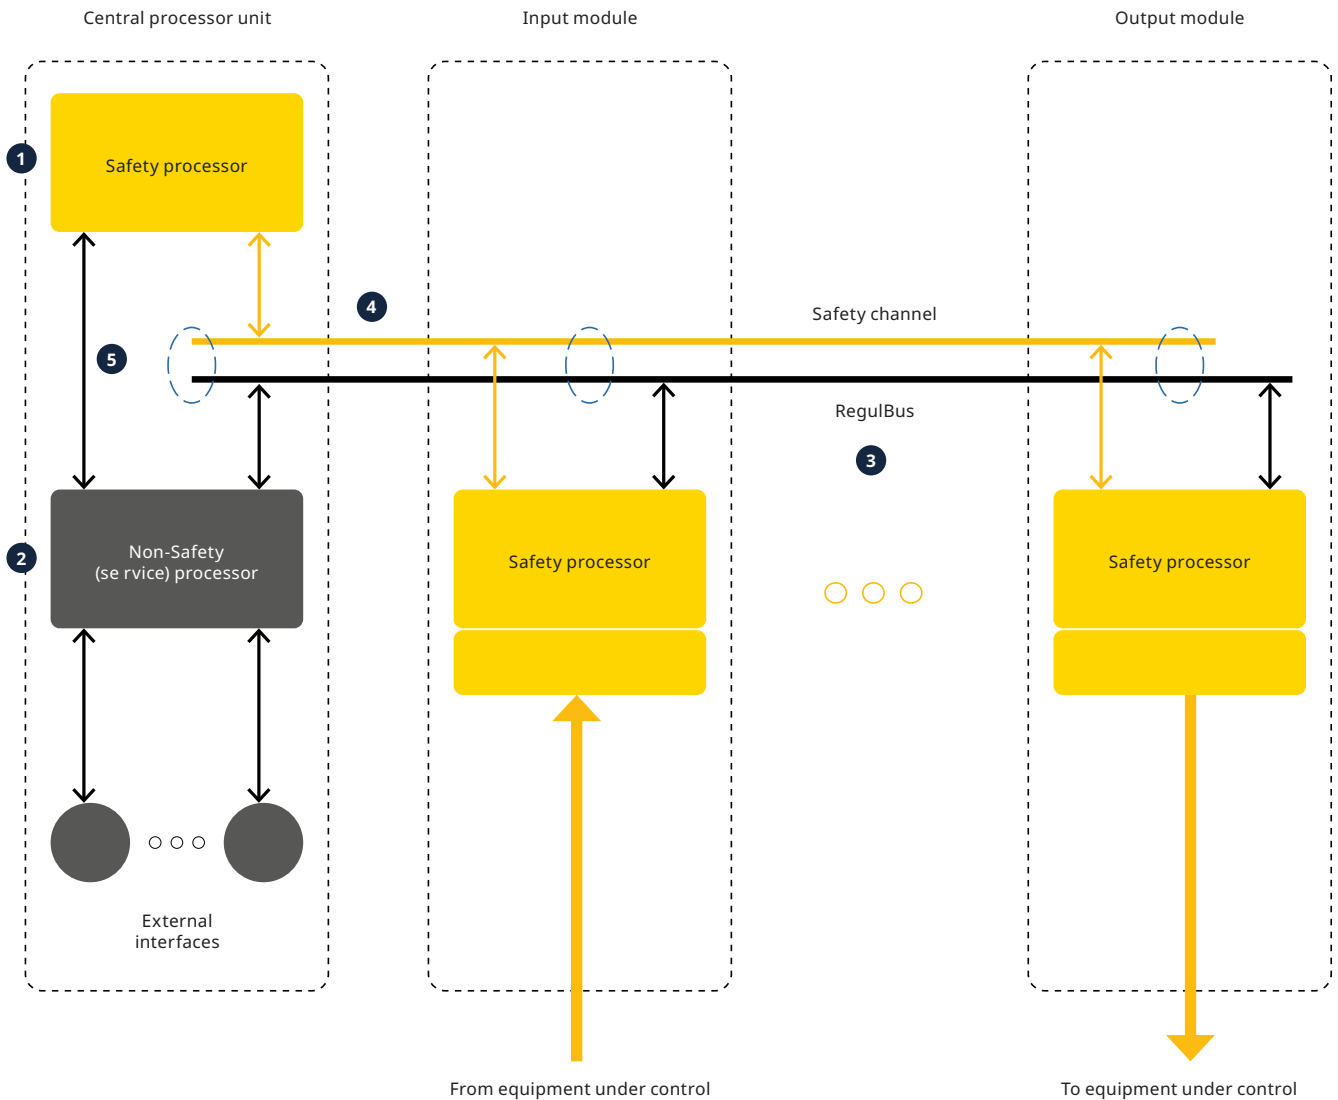 Central processor unit
Input module
Output module
1
Safety processor
4
Safety channel
5
RegulBus
3
2
Non-Safety
(se rvice) processor
Safety processor
Safety processor
External
interfaces
From equipment under control
To equipment under control